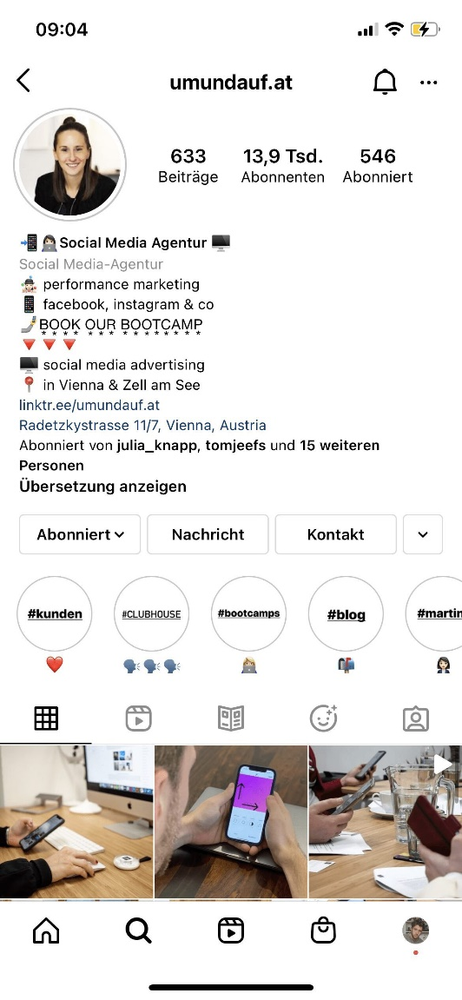 09:04
umundauf.at
633
Beiträge
13,9 Tsd.
Abonnenten
546
Abonniert
Social Media Agentur
Social Media-Agentur
performance marketing
facebook, instagram & co
BOOK OUR BOOTCAMP
social media advertising
in Vienna & Zell am See
linktr.ee/umundauf.at
Radetzkystrasse 11/7, Vienna, Austria
Abonniert von julia_knapp, tomjeefs und 15 weiteren
Personen
Übersetzung anzeigen
Abonniert
Nachricht
Kontakt
#kunden
#CLUBHOUSE
#bootcamps
#blog
#martin